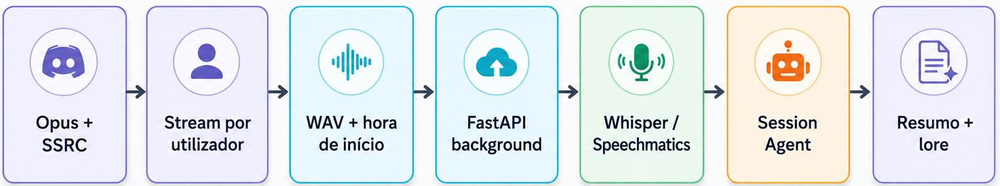 Opus +
SSRC
Stream por
utilizador
WAV + hora
de início
FastAPI
background
Whisper /
Speechmatics
Session
Agent
Resumo +
lore